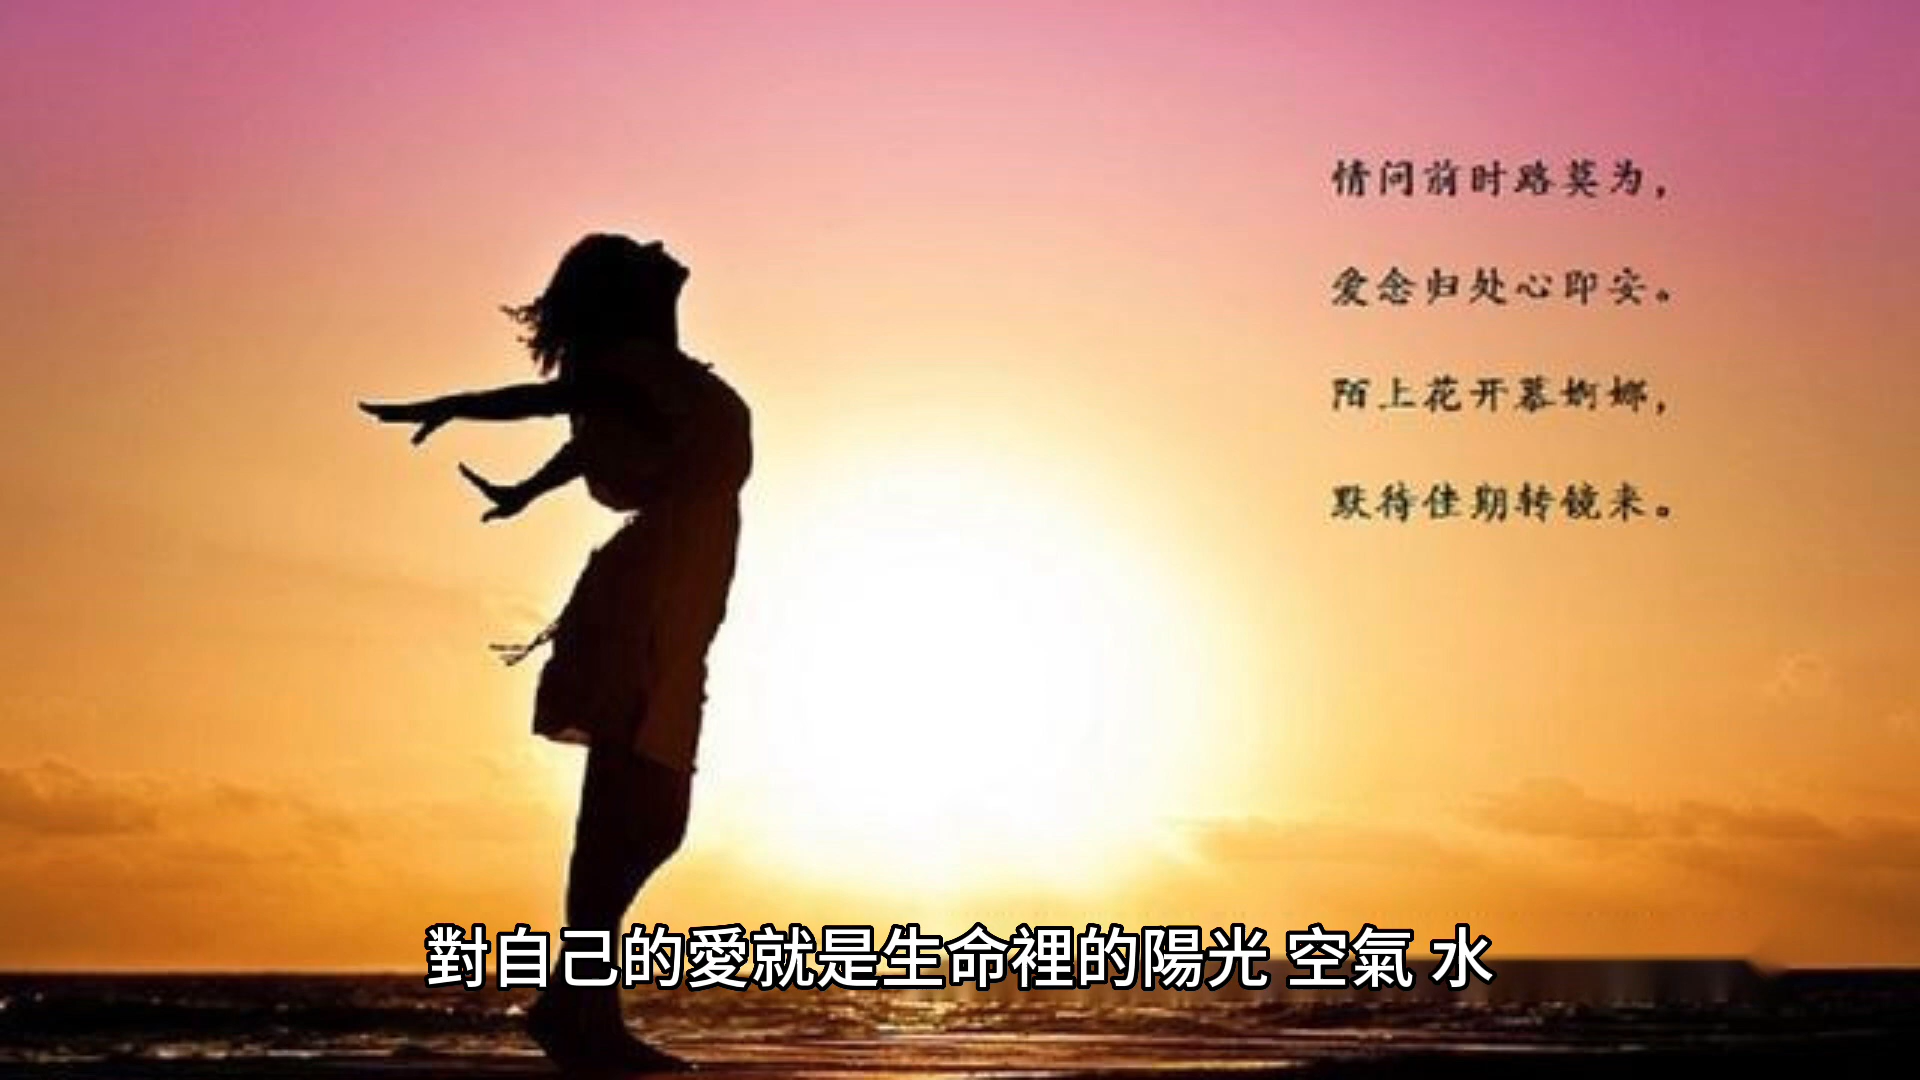 情问前时路莫为，
爱念归处心即安。
陌上花开慕婀娜，
默待佳期转镜来。
對自己的愛就是生命裡的陽光 空氣 水